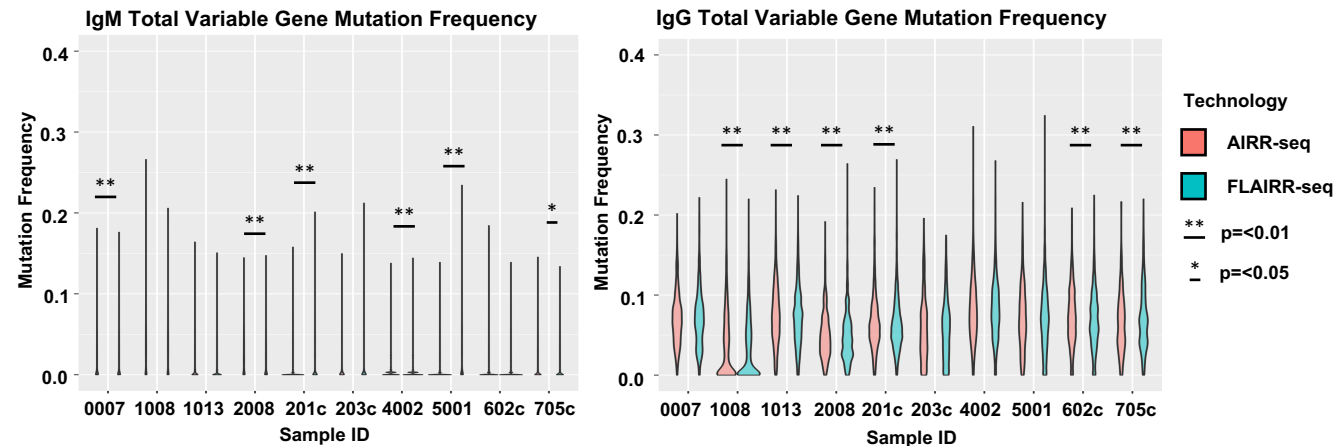 IgM Total Variable Gene Mutation Frequency
Mutation Frequency
0.4
0.3
0.2
0.1
0.0
**
**
**
**
**
*
0007 1008 1013 2008 201c 203c 4002 5001 602c 705c
Sample ID
IgG Total Variable Gene Mutation Frequency
Mutation Frequency
0.4
0.3
0.2
0.1
0.0
** ** ** ** ** **
0007 1008 1013 2008 201c 203c 4002 5001 602c 705c
Sample ID
Technology
AIRR-seq
FLAIRR-seq
** p=<0.01
* p=<0.05